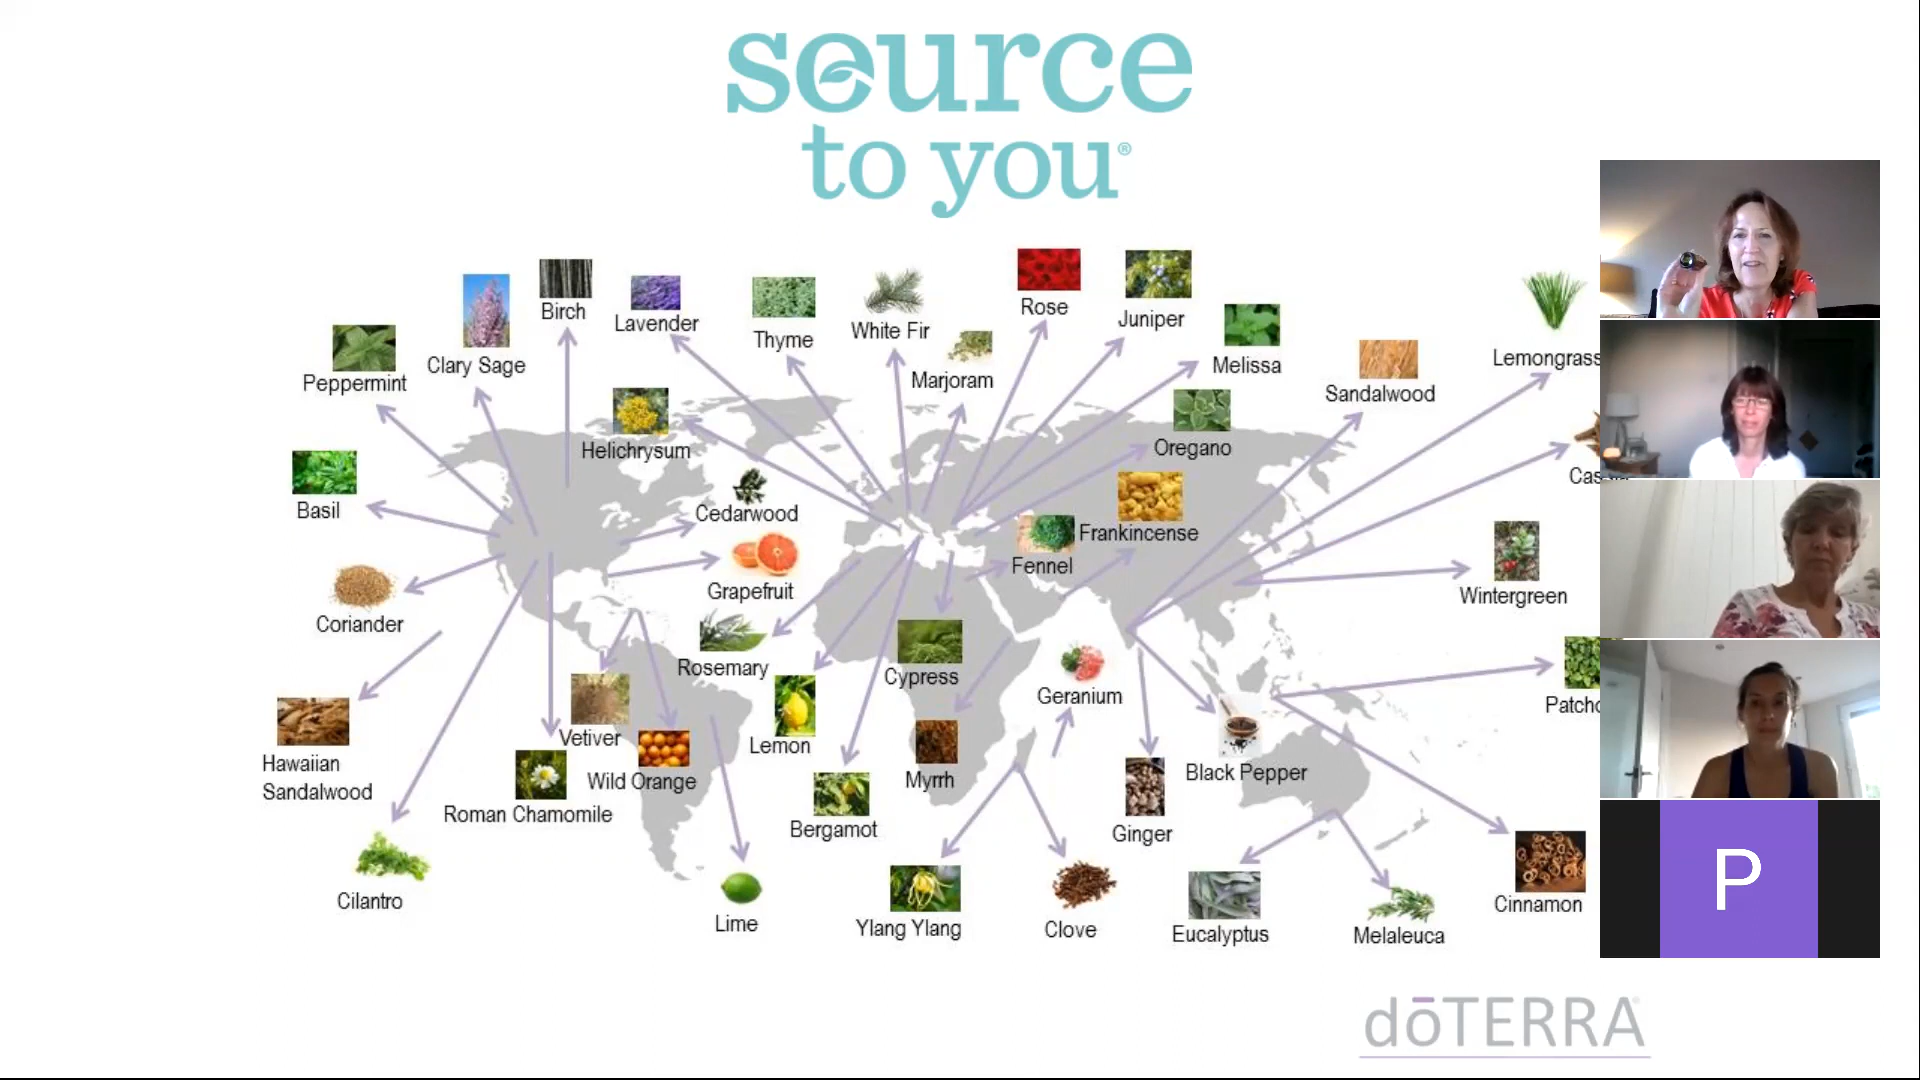 source
to you®
Birch
Lavender
Thyme
White Fir
Rose
Juniper
Melissa
Lemongrass
Peppermint
Clary Sage
Marjoram
Sandalwood
Helichrysum
Oregano
Basil
Cedarwood
Frankincense
Fennel
Coriander
Grapefruit
Wintergreen
Rosemary
Cypress
Geranium
Hawaiian
Sandalwood
Vetiver
Lemon
Wild Orange
Myrrh
Black Pepper
Roman Chamomile
Bergamot
Ginger
Cilantro
Lime
Ylang Ylang
Clove
Eucalyptus
Melaleuca
Cinnamon
P
dōTERRA®